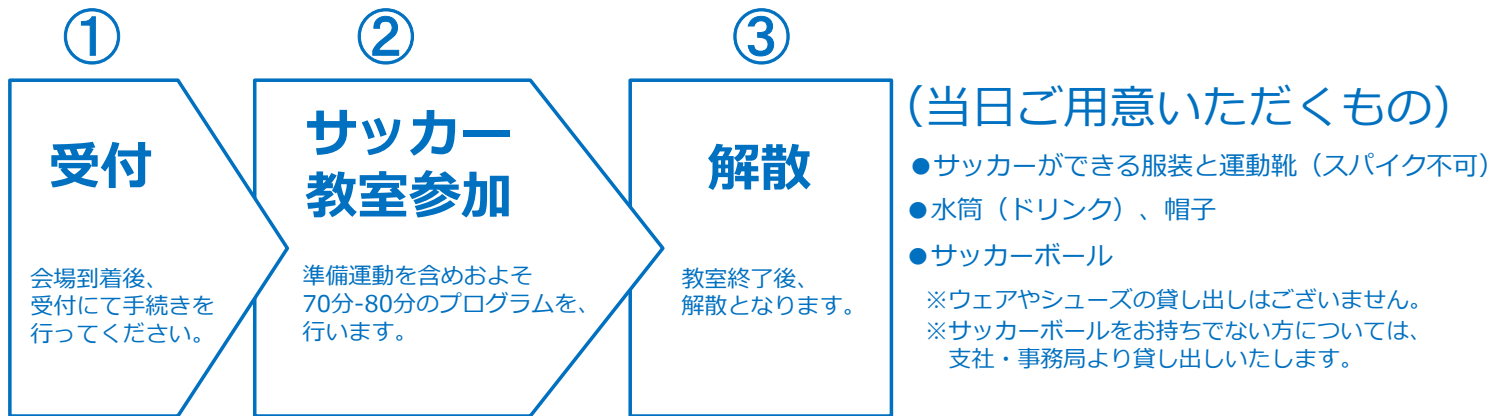 ①
受付
会場到着後、
受付にて手続きを
行ってください。
②
サッカー
教室参加
準備運動を含めおよそ
70分-80分のプログラムを、
行います。
③
解散
教室終了後、
解散となります。
（当日ご用意いただくもの）
●サッカーができる服装と運動靴（スパイク不可）
●水筒（ドリンク）、帽子
●サッカーボール
※ウェアやシューズの貸し出しはございません。
※サッカーボールをお持ちでない方については、
支社・事務局より貸し出しいたします。